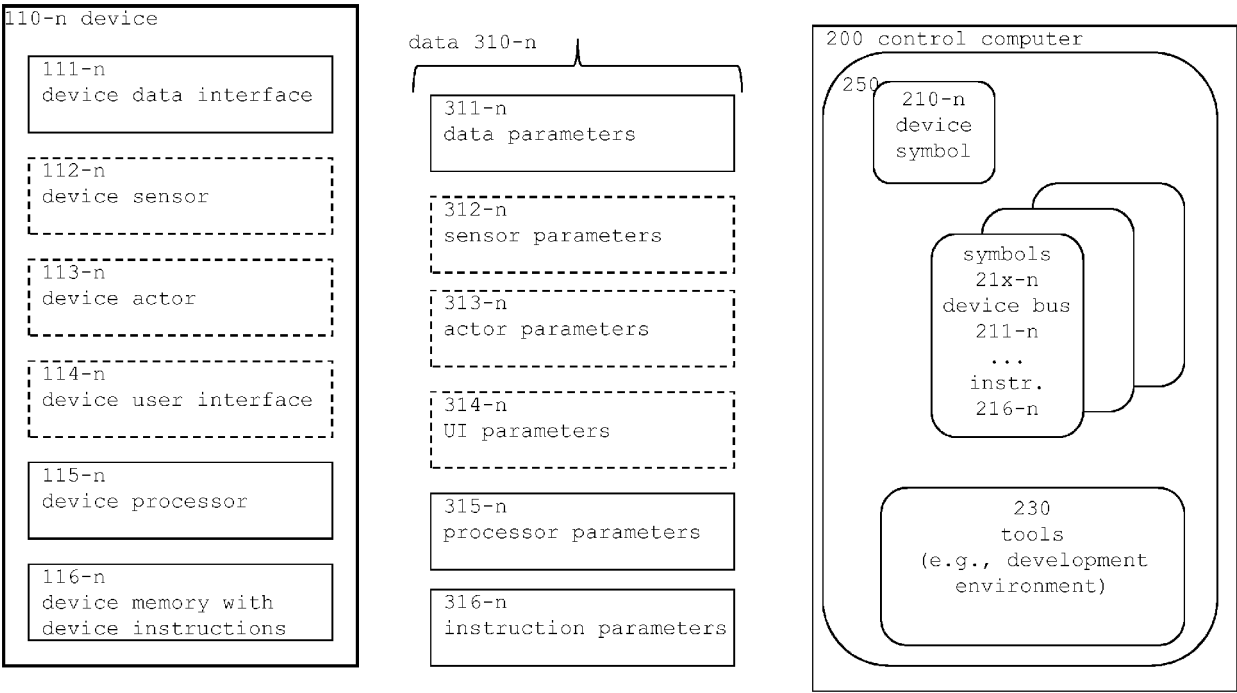 110-n device
111-n
device data interface
112-n
device sensor
113-n
device actor
114-n
device user interface
115-n
device processor
116-n
device memory with
device instructions
data 310-n
311-n
data parameters
312-n
sensor parameters
313-n
actor parameters
314-n
UI parameters
315-n
processor parameters
316-n
instruction parameters
200 control computer
250
210-n
device
symbol
symbols
21x-n
device bus
211-n
...
instr.
216-n
230
tools
(e.g., development
environment)